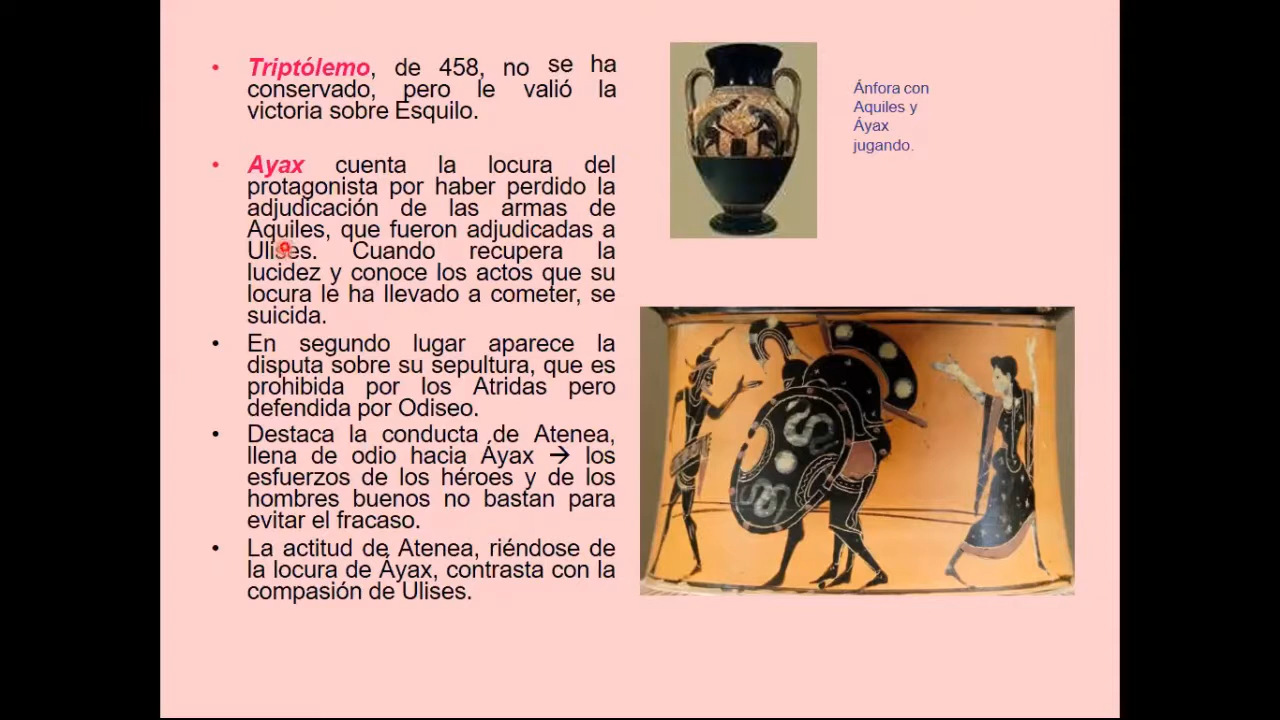 • Triptólemo, de 458, no se ha
conservado, pero le valió la
victoria sobre Esquilo.
• Ayax cuenta la locura del
protagonista por haber perdido la
adjudicación de las armas de
Aquiles, que fueron adjudicadas a
Ulises. Cuando recupera la
lucidez y conoce los actos que su
locura le ha llevado a cometer, se
suicida.
• En segundo lugar aparece la
disputa sobre su sepultura, que es
prohibida por los Atridas pero
defendida por Odiseo.
• Destaca la conducta de Atenea,
llena de odio hacia Áyax → los
esfuerzos de los héroes y de los
hombres buenos no bastan para
evitar el fracaso.
• La actitud de Atenea, riéndose de
la locura de Áyax, contrasta con la
compasión de Ulises.
Ánfora con
Aquiles y
Áyax
jugando.